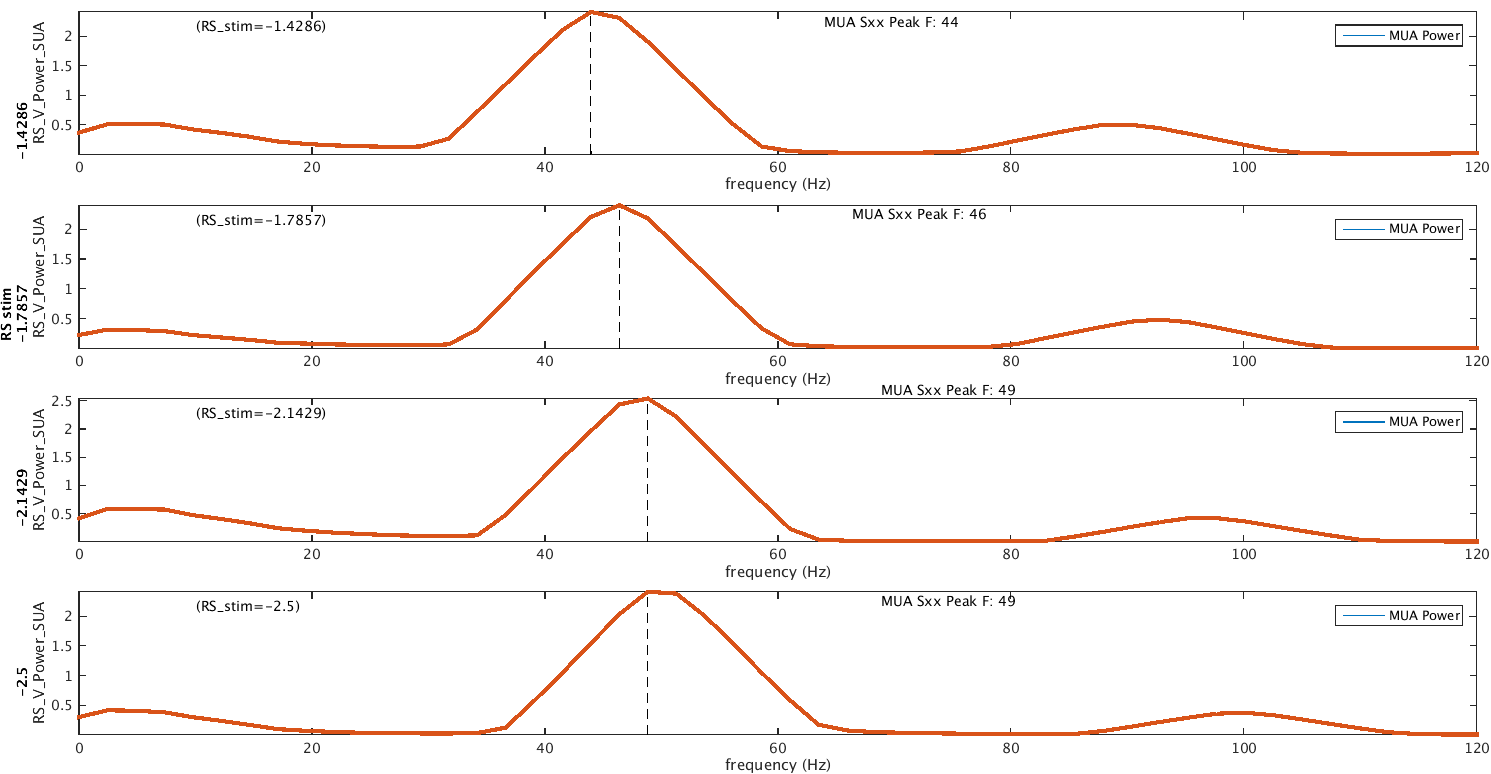 (RS_stim=−1.4286)
MUA Sxx Peak F: 44
MUA Power
−1.4286
RS_V_Power_SUA
2
1.5
1
0.5
0 20 40 60 80 100 120
frequency (Hz)
(RS_stim=−1.7857)
MUA Sxx Peak F: 46
MUA Power
RS stim
−1.7857
RS_V_Power_SUA
2
1.5
1
0.5
0 20 40 60 80 100 120
frequency (Hz)
MUA Sxx Peak F: 49
(RS_stim=−2.1429)
MUA Power
−2.1429
RS_V_Power_SUA
2.5
2
1.5
1
0.5
0 20 40 60 80 100 120
frequency (Hz)
(RS_stim=−2.5)
MUA Sxx Peak F: 49
MUA Power
−2.5
RS_V_Power_SUA
2
1.5
1
0.5
0 20 40 60 80 100 120
frequency (Hz)